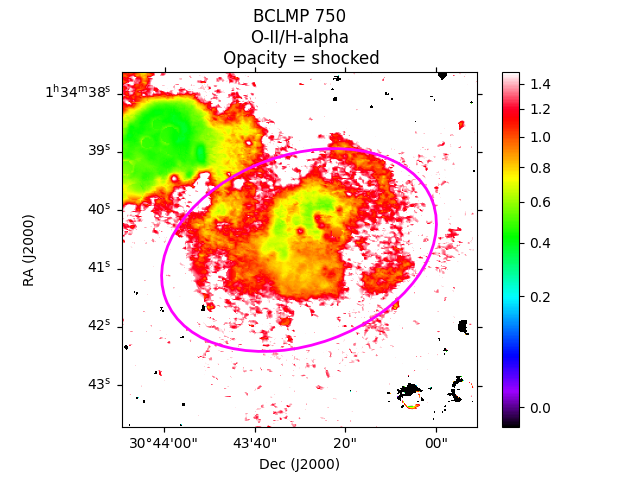 BCLMP 750
O-II/H-alpha
Opacity = shocked
1h34m38s
39s
40s
41s
42s
43s
RA (J2000)
30°44'00"
43'40"
20"
00"
Dec (J2000)
1.4
1.2
1.0
0.8
0.6
0.4
0.2
0.0